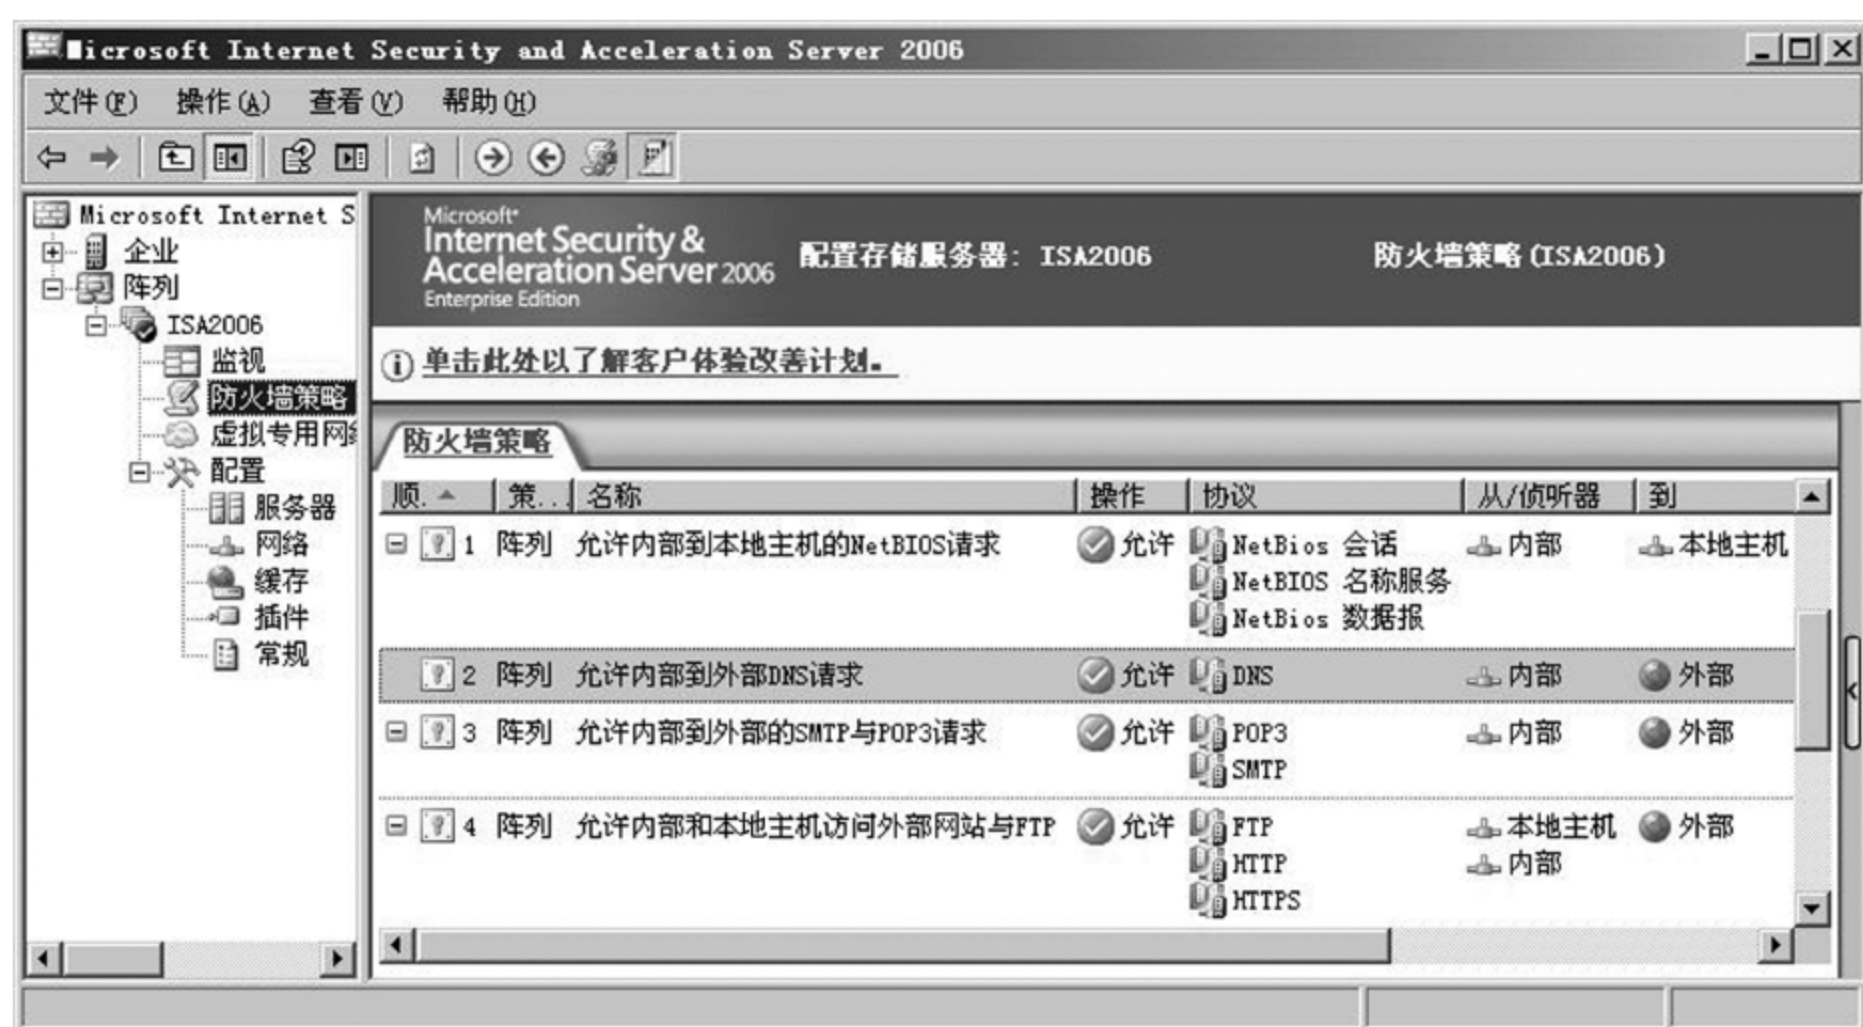 Microsoft Internet Security and Acceleration Server 2006
文件(F) 操作(A) 查看(V) 帮助(H)
Microsoft Internet S
企业
阵列
ISA2006
监视
防火墙策略
虚拟专用网络
配置
服务器
网络
缓存
插件
常规
Microsoft
Internet Security &
Acceleration Server 2006
Enterprise Edition
配置存储服务器: ISA2006
防火墙策略(ISA2006)
单击此处以了解客户体验改善计划。
防火墙策略
顺. 策.. 名称 操作 协议 从/侦听器 到
1 阵列 允许内部到本地主机的NetBIOS请求 允许 NetBios 会话 内部 本地主机
NetBIOS 名称服务
NetBios 数据报
2 阵列 允许内部到外部DNS请求 允许 DNS 内部 外部
3 阵列 允许内部到外部的SMTP与POP3请求 允许 POP3 内部 外部
SMTP
4 阵列 允许内部和本地主机访问外部网站与FTP 允许 FTP 本地主机 外部
HTTP 内部
HTTPS